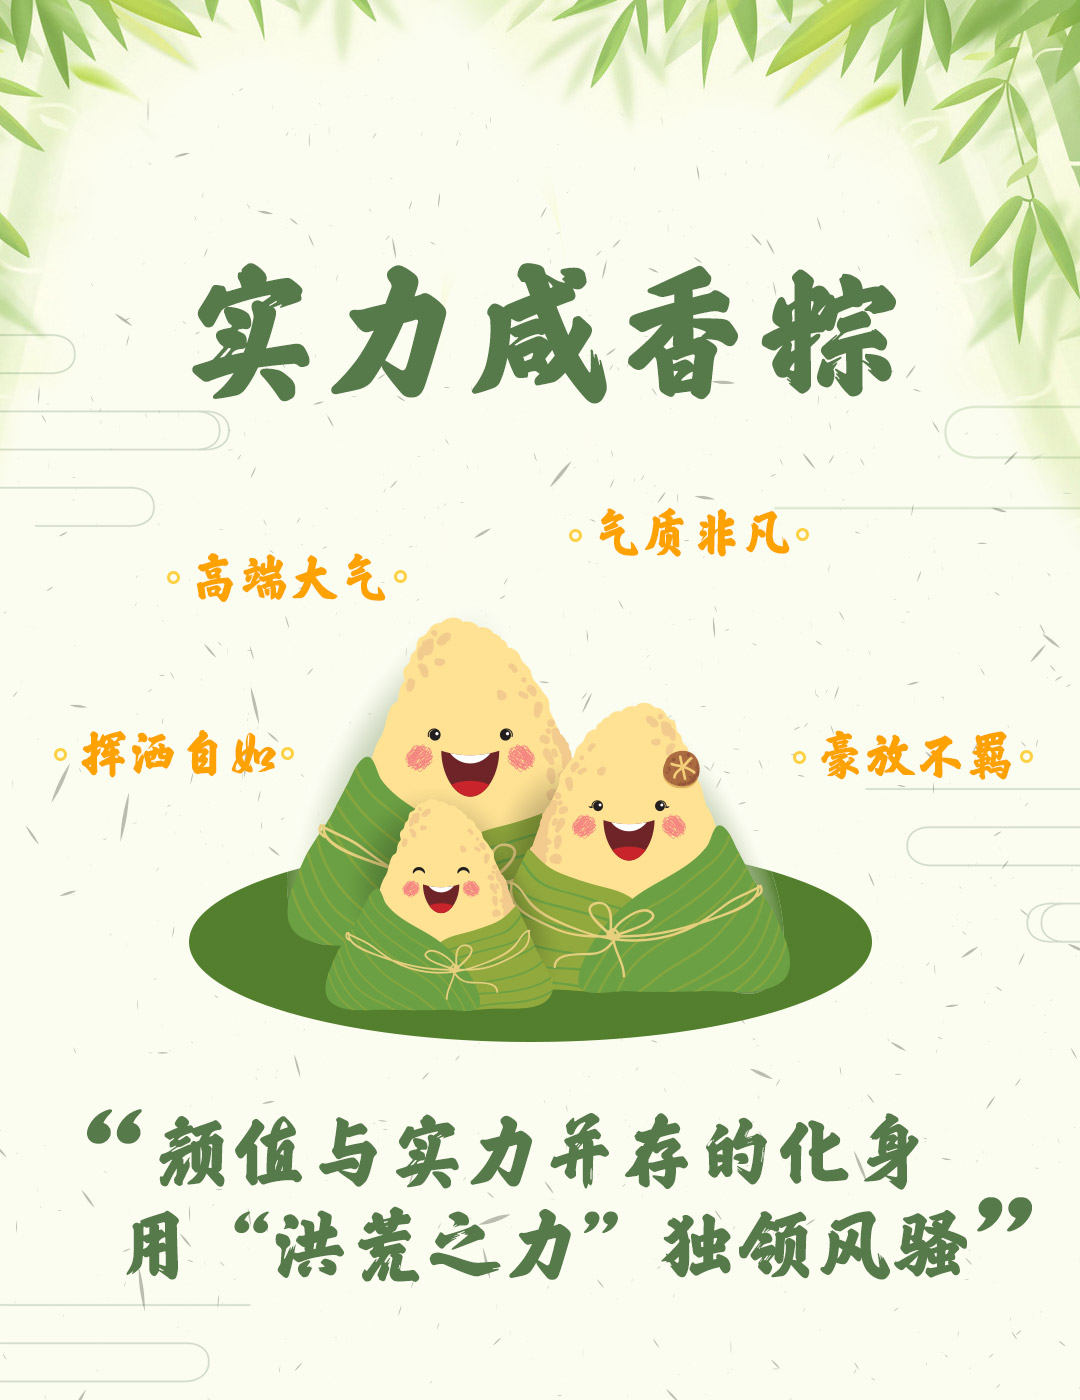 实力咸香粽
气质非凡
高端大气
挥洒自如
豪放不羁
“颜值与实力并存的化身
用“洪荒之力”独领风骚”